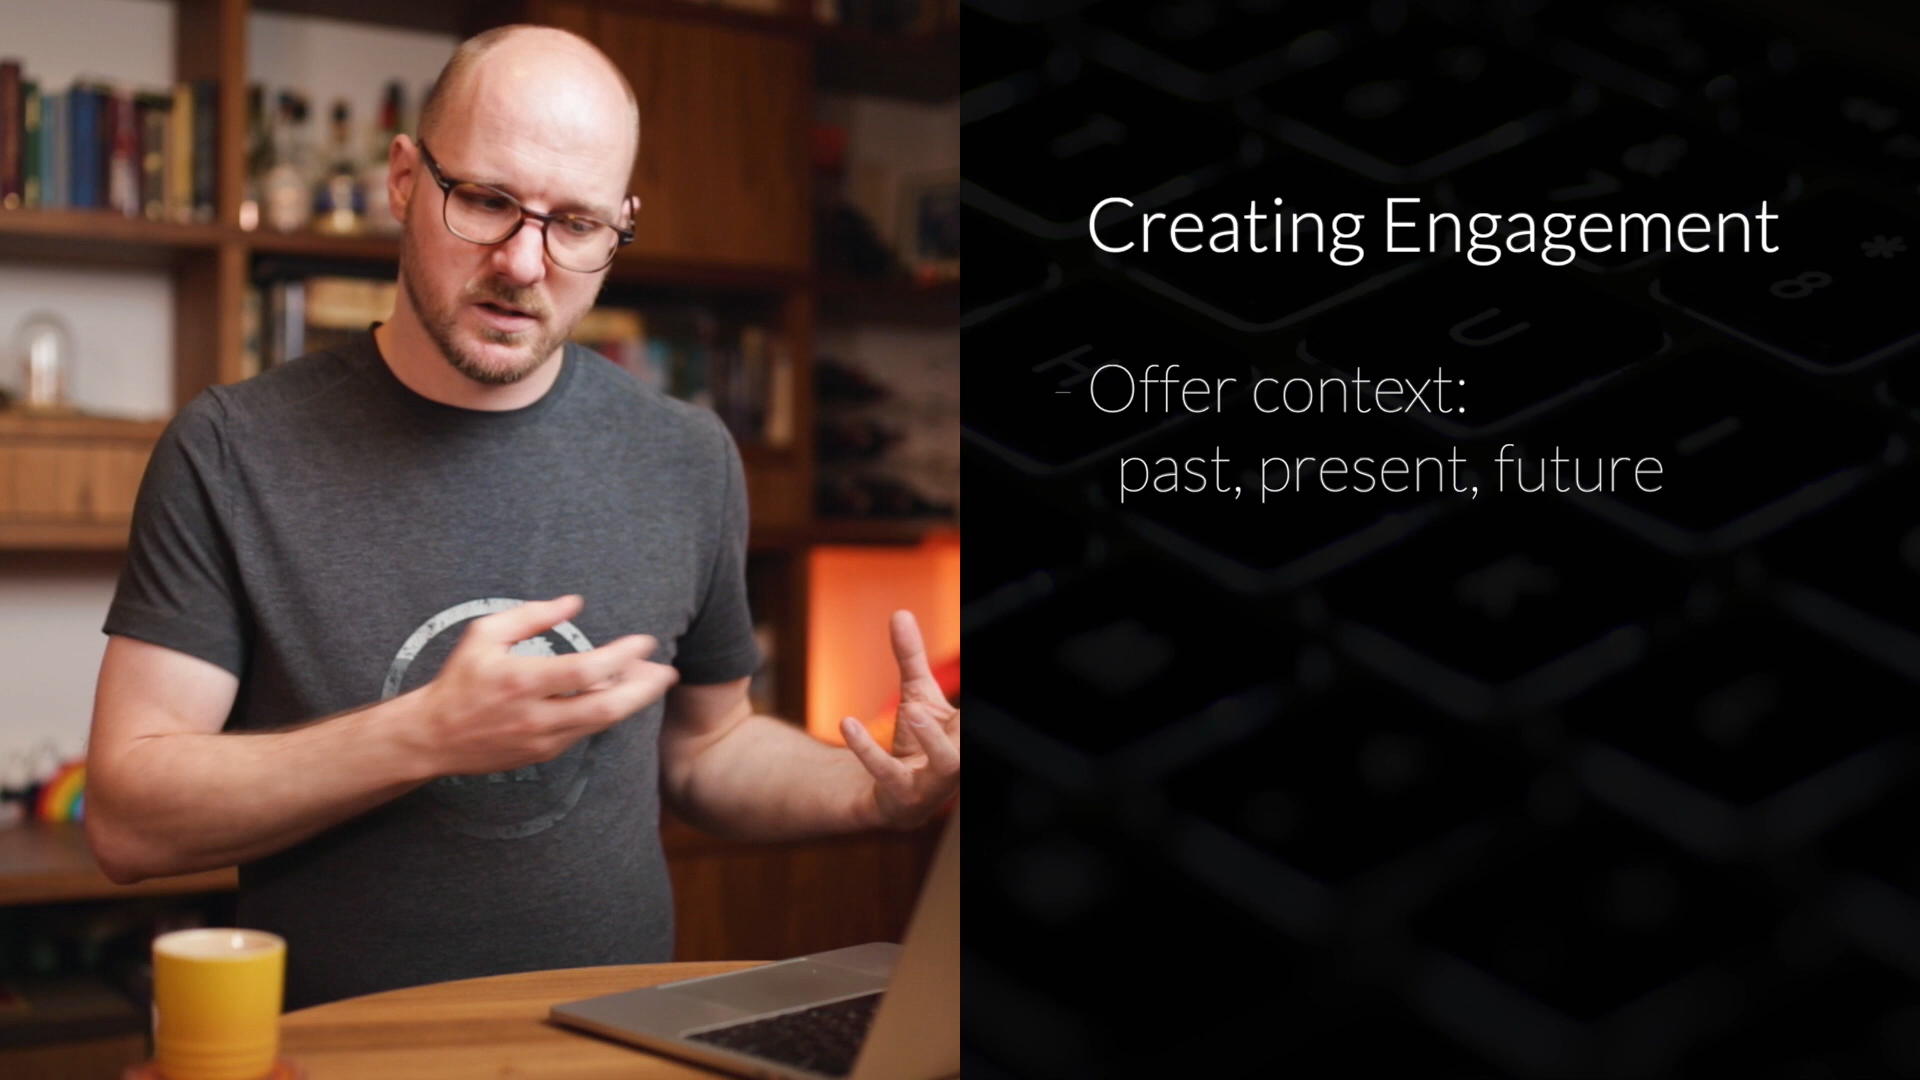 Creating Engagement
- Offer context:
past, present, future